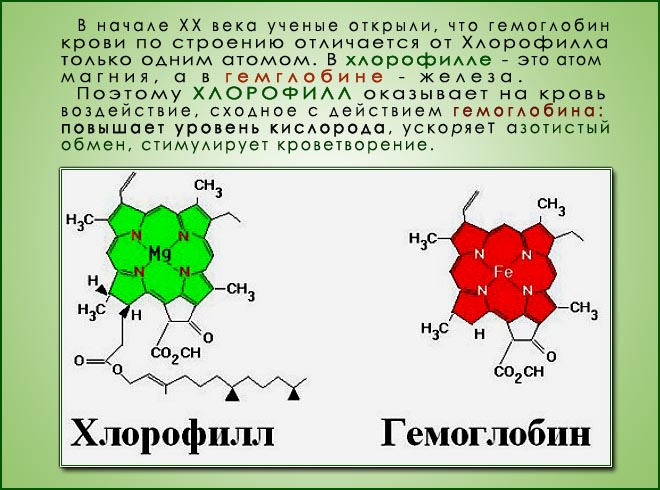 В начале XX века ученые открыли, что гемоглобин
крови по строению отличается от Хлорофилла
только одним атомом. В хлорофилле - это атом
магния, а в гемглобине - железа.
Поэтому ХЛОРОФИЛЛ оказывает на кровь
воздействие, сходное с действием гемоглобина:
повышает уровень кислорода, ускоряет азотистый
обмен, стимулирует кроветворение.
CH3
H3C
N N
Mg
N N
H
H3C
H
CH3
O
CO2CH
O
O
Хлорофилл
CH3
H3C
N N
Fe
N N
CH3
H3C
H
O
CO2CH
Гемоглобин